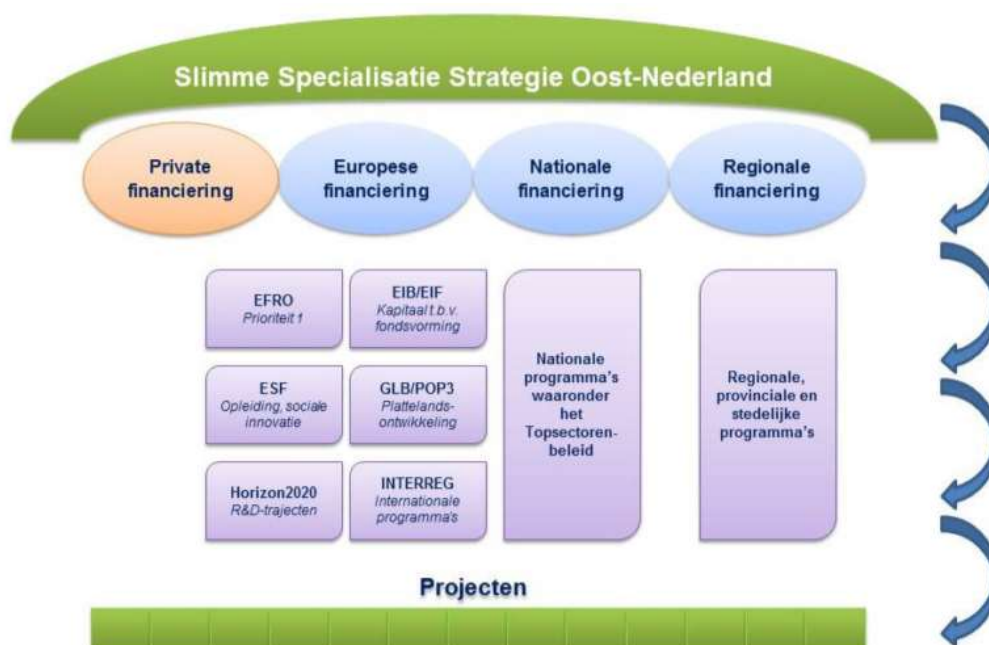 Slimme Specialisatie Strategie Oost-Nederland
Private
financiering
Europese
financiering
Nationale
financiering
Regionale
financiering
EFRO
Prioriteit 1
EIB/EIF
Kapitaal t.b.v.
fondsvorming
ESF
Opleiding, sociale
innovatie
GLB/POP3
Plattelands-
ontwikkeling
Horizon2020
R&D-trajecten
INTERREG
Internationale
programma's
Nationale
programma's
waaronder
het
Topsectoren-
beleid
Regionale,
provinciale en
stedelijke
programma's
Projecten